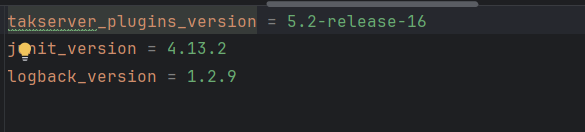 takserver_plugins_version = 5.2-release-16
junit_version = 4.13.2
logback_version = 1.2.9